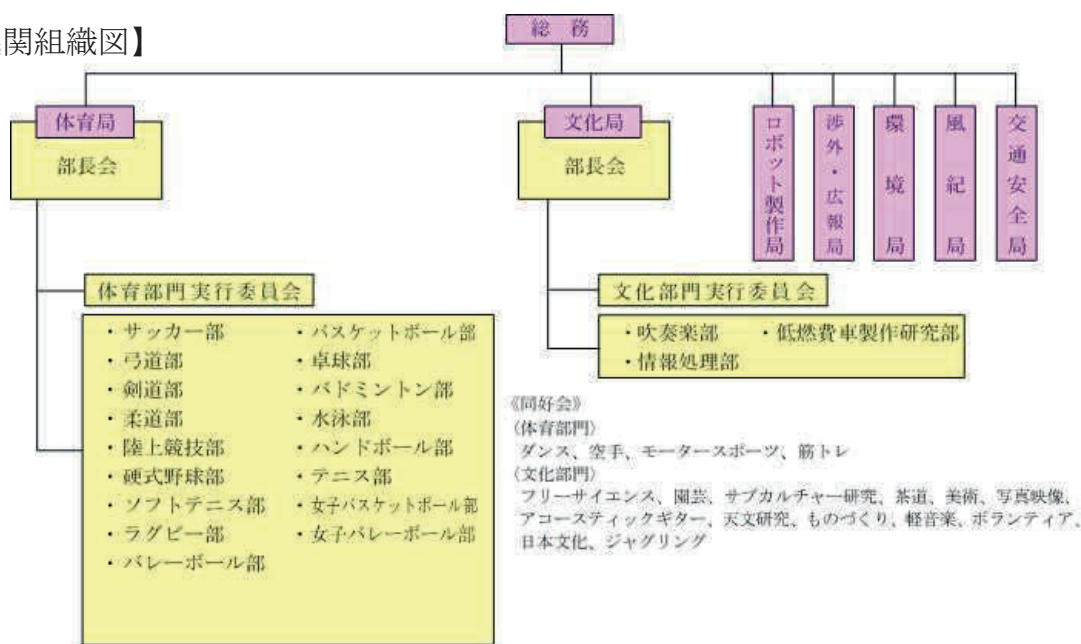 関組織図】
総務
体育局
部長会
文化局
部長会
ロボット製作局
渉外・広報局
環境局
風紀局
交通安全局
体育部門実行委員会
・サッカー部
・弓道部
・剣道部
・柔道部
・陸上競技部
・硬式野球部
・ソフトテニス部
・ラグビー部
・バレーボール部
・バスケットボール部
・卓球部
・バドミントン部
・水泳部
・ハンドボール部
・テニス部
・女子バスケットボール部
・女子バレーボール部
文化部門実行委員会
・吹奏楽部 ・低燃費車製作研究部
・情報処理部
《同好会》
〈体育部門〉
ダンス、空手、モータースポーツ、筋トレ
〈文化部門〉
フリーサイエンス、園芸、サブカルチャー研究、茶道、美術、写真映像、
アコースティックギター、天文研究、ものづくり、軽音楽、ボランティア、
日本文化、ジャグリング